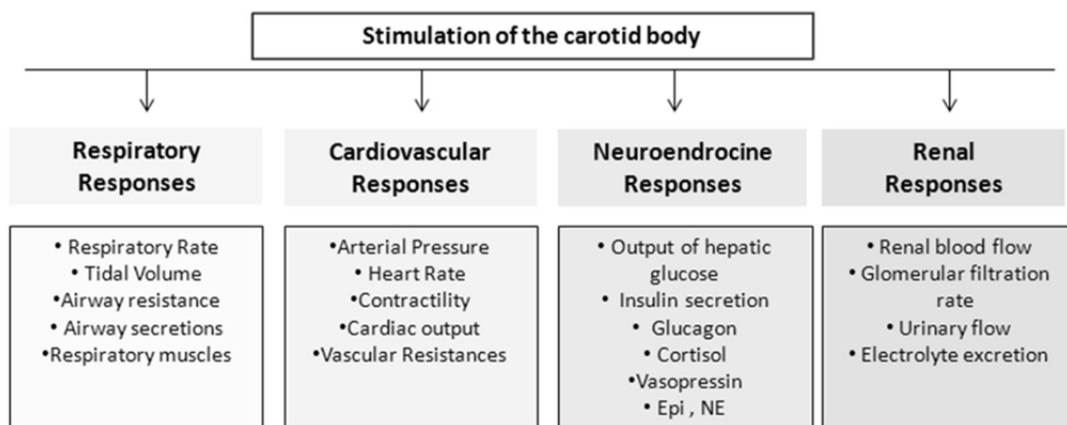 Stimulation of the carotid body
Respiratory
Responses
• Respiratory Rate
• Tidal Volume
•Airway resistance
• Airway secretions
•Respiratory muscles
Cardiovascular
Responses
•Arterial Pressure
• Heart Rate
•Contractility
•Cardiac output
•Vascular Resistances
Neuroendocrine
Responses
• Output of hepatic
glucose
• Insulin secretion
• Glucagon
• Cortisol
•Vasopressin
• Epi , NE
Renal
Responses
• Renal blood flow
•Glomerular filtration
rate
• Urinary flow
•Electrolyte excretion